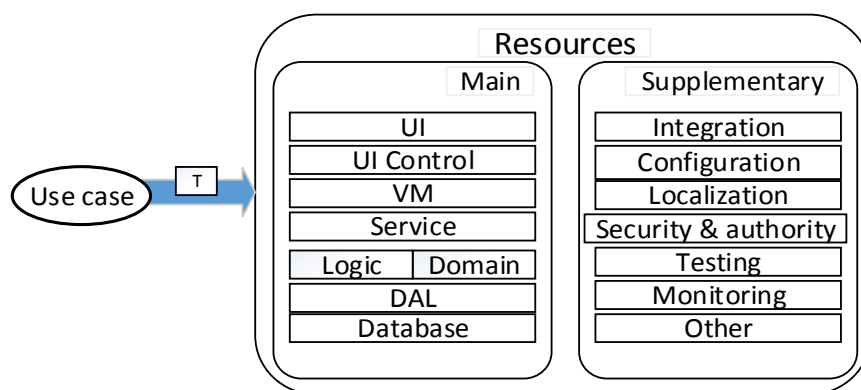 Resources
Use case
T
Main
UI
UI Control
VM
Service
Logic Domain
DAL
Database
Supplementary
Integration
Configuration
Localization
Security & authority
Testing
Monitoring
Other